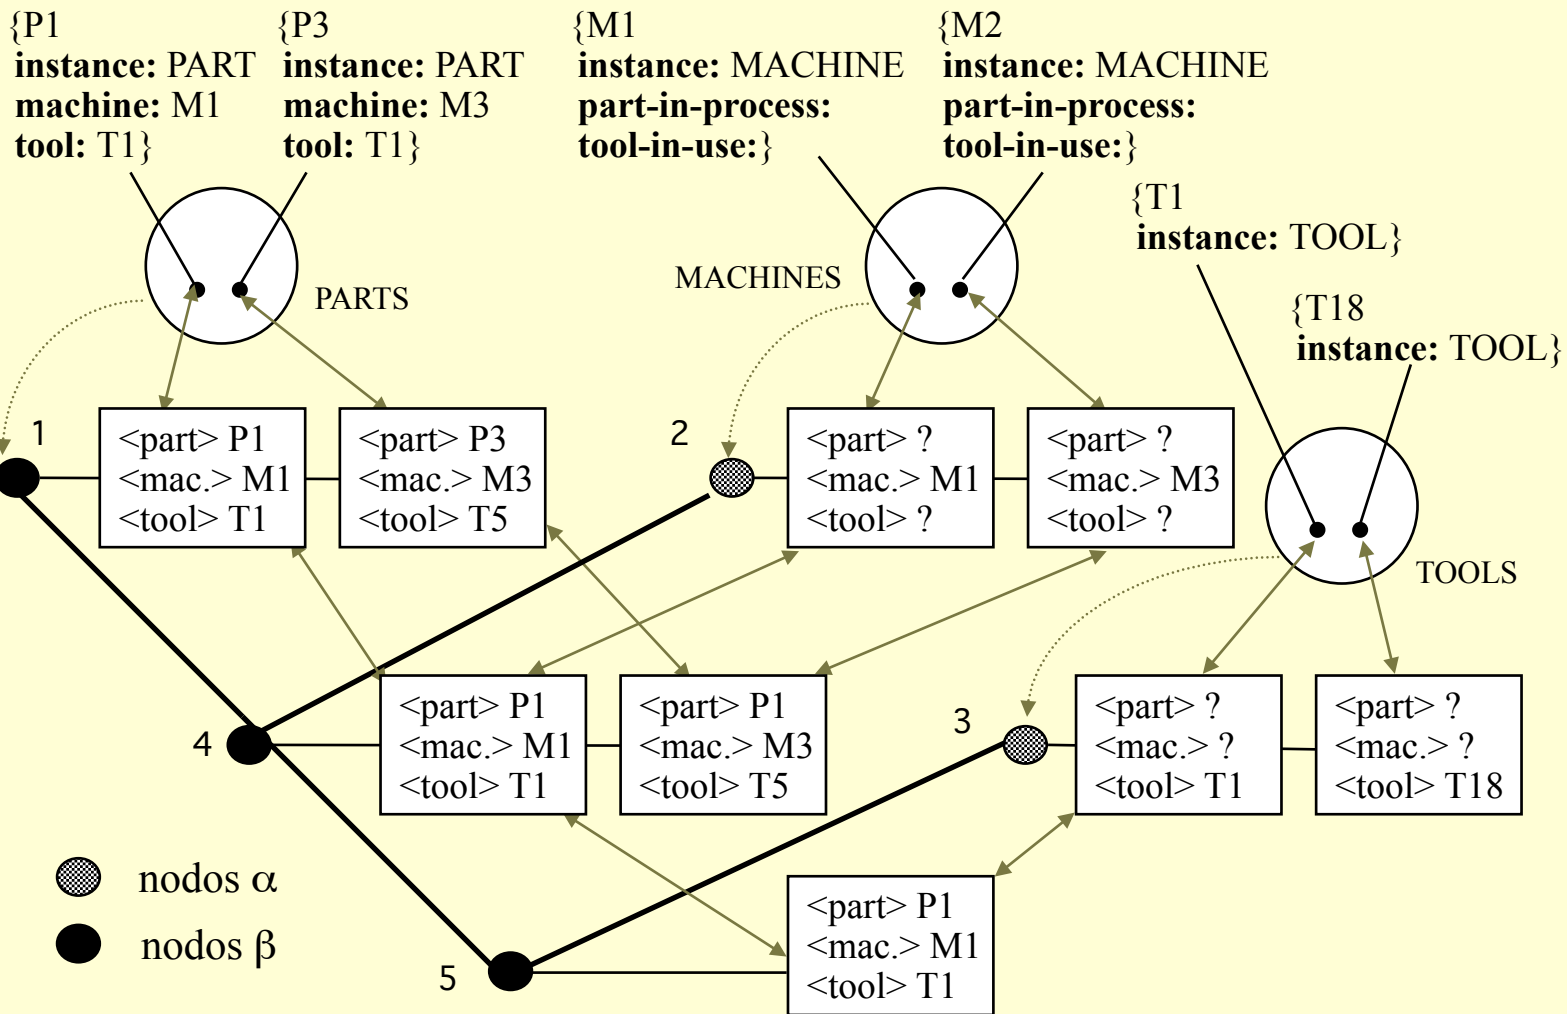 {P1
instance: PART
machine: M1
tool: T1}
{P3
instance: PART
machine: M3
tool: T1}
{M1
instance: MACHINE
part-in-process:
tool-in-use:}
{M2
instance: MACHINE
part-in-process:
tool-in-use:}
{T1
instance: TOOL}
{T18
instance: TOOL}
PARTS
MACHINES
TOOLS
1
<part> P1
<mac.> M1
<tool> T1
<part> P3
<mac.> M3
<tool> T5
2
<part> ?
<mac.> M1
<tool> ?
<part> ?
<mac.> M3
<tool> ?
4
<part> P1
<mac.> M1
<tool> T1
<part> P1
<mac.> M3
<tool> T5
3
<part> ?
<mac.> ?
<tool> T1
<part> ?
<mac.> ?
<tool> T18
nodos α
nodos β
5
<part> P1
<mac.> M1
<tool> T1